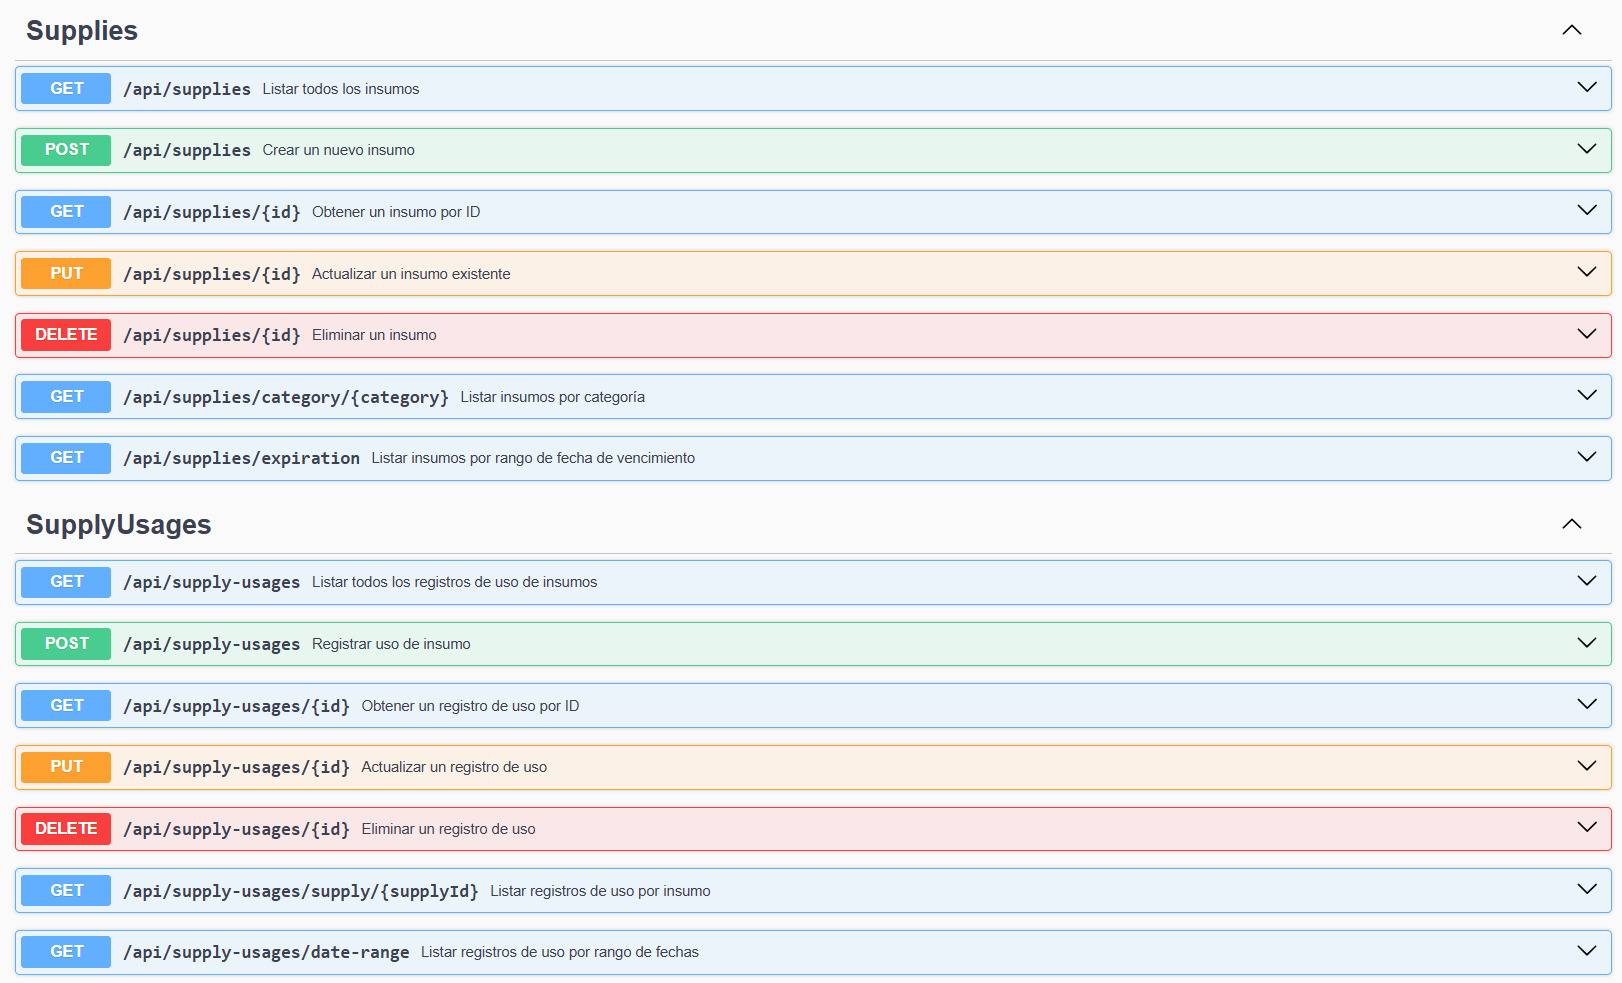 Supplies
GET /api/supplies Listar todos los insumos
POST /api/supplies Crear un nuevo insumo
GET /api/supplies/{id} Obtener un insumo por ID
PUT /api/supplies/{id} Actualizar un insumo existente
DELETE /api/supplies/{id} Eliminar un insumo
GET /api/supplies/category/{category} Listar insumos por categoría
GET /api/supplies/expiration Listar insumos por rango de fecha de vencimiento
SupplyUsages
GET /api/supply-usages Listar todos los registros de uso de insumos
POST /api/supply-usages Registrar uso de insumo
GET /api/supply-usages/{id} Obtener un registro de uso por ID
PUT /api/supply-usages/{id} Actualizar un registro de uso
DELETE /api/supply-usages/{id} Eliminar un registro de uso
GET /api/supply-usages/supply/{supplyId} Listar registros de uso por insumo
GET /api/supply-usages/date-range Listar registros de uso por rango de fechas